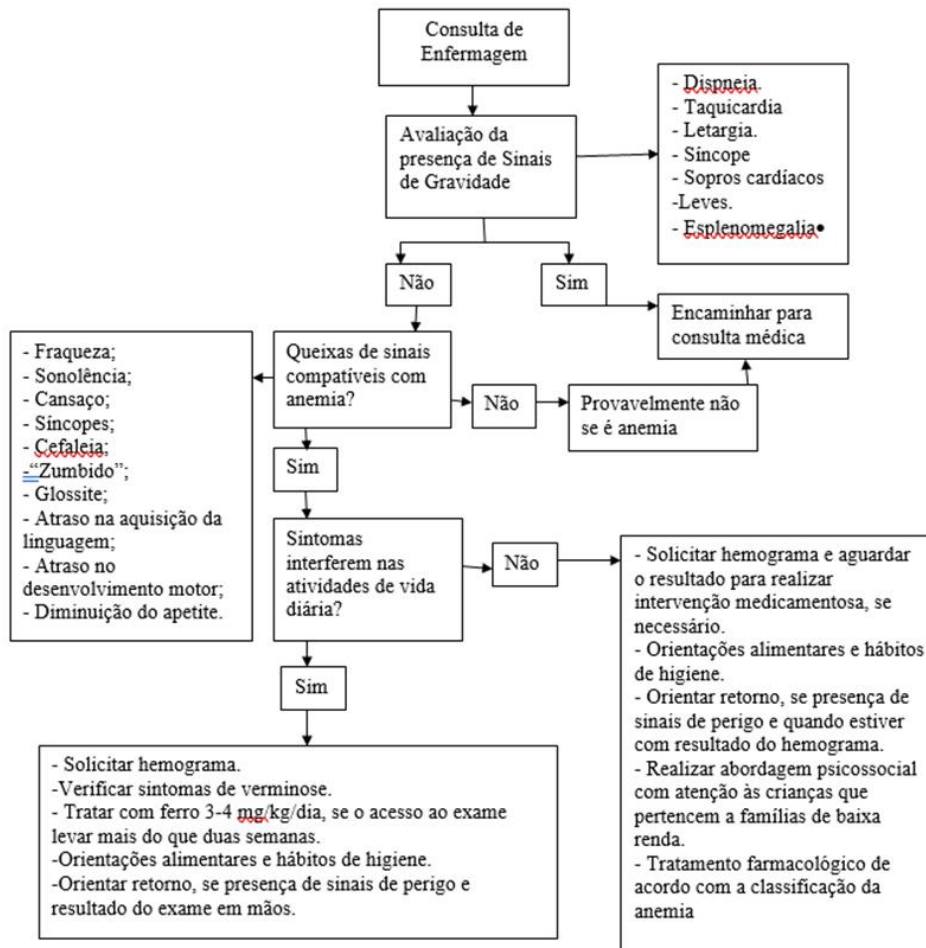 Consulta de
Enfermagem
Avaliação da
presença de Sinais
de Gravidade
- Dispneia.
- Taquicardia
- Letargia.
- Síncope
- Sopros cardíacos
-Leves.
- Esplenomegalia•
Não
Sim
Encaminhar para
consulta médica
- Fraqueza;
- Sonolência;
- Cansaço;
- Síncopes;
- Cefaleia;
-“Zumbido”;
- Glossite;
- Atraso na aquisição da
linguagem;
- Atraso no
desenvolvimento motor;
- Diminuição do apetite.
Queixas de sinais
compatíveis com
anemia?
Não
Provavelmente não
se é anemia
Sim
Sintomas
interferem nas
atividades de vida
diária?
Não
- Solicitar hemograma e aguardar
o resultado para realizar
intervenção medicamentosa, se
necessário.
- Orientações alimentares e hábitos
de higiene.
- Orientar retorno, se presença de
sinais de perigo e quando estiver
com resultado do hemograma.
- Realizar abordagem psicossocial
com atenção às crianças que
pertencem a famílias de baixa
renda.
- Tratamento farmacológico de
acordo com a classificação da
anemia
Sim
- Solicitar hemograma.
-Verificar sintomas de verminose.
- Tratar com ferro 3-4 mg/kg/dia, se o acesso ao exame
levar mais do que duas semanas.
-Orientações alimentares e hábitos de higiene.
-Orientar retorno, se presença de sinais de perigo e
resultado do exame em mãos.